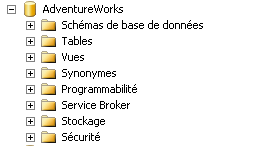 AdventureWorks
Schémas de base de données
Tables
Vues
Synonymes
Programmabilité
Service Broker
Stockage
Sécurité